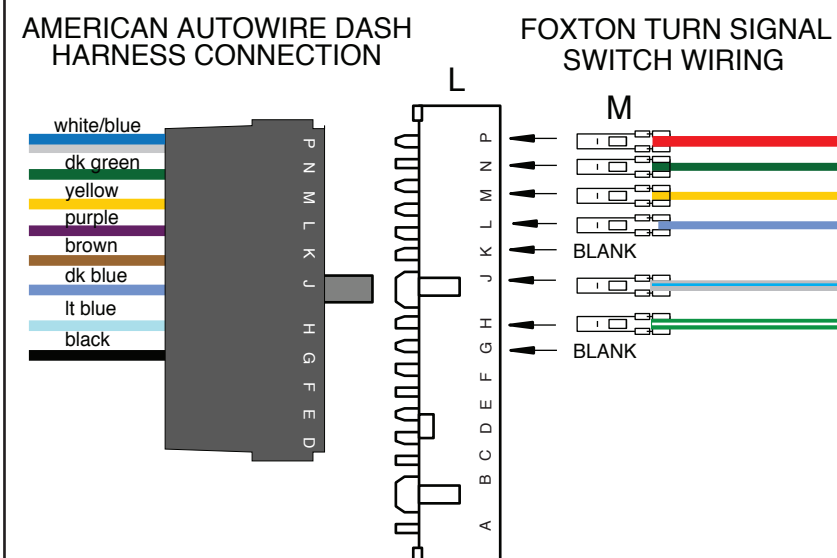 AMERICAN AUTOWIRE DASH
HARNESS CONNECTION
FOXTON TURN SIGNAL
SWITCH WIRING
L
M
white/blue
dk green
yellow
purple
brown
dk blue
lt blue
black
P
N
M
L
K
J
H
G
F
E
D
P
N
M
L
K
J
H
G
F
E
D
C
B
A
BLANK
BLANK